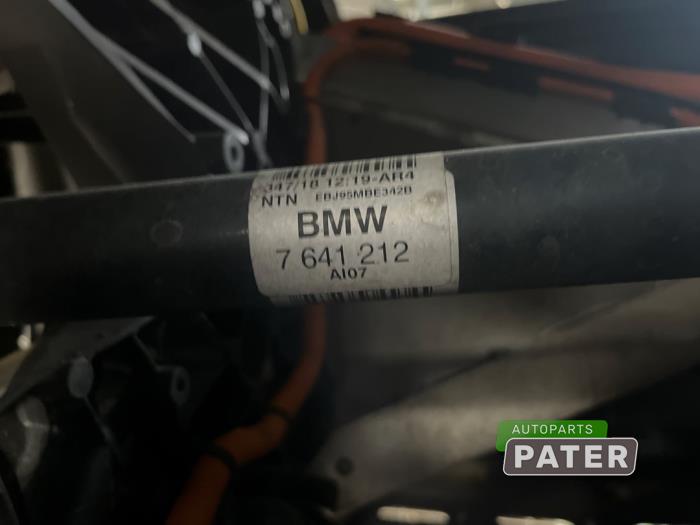 347/18 12:19-AR4
NTN EBJ95MBE342B
BMW
7 641 212
AI07
AUTOPARTS
PATER